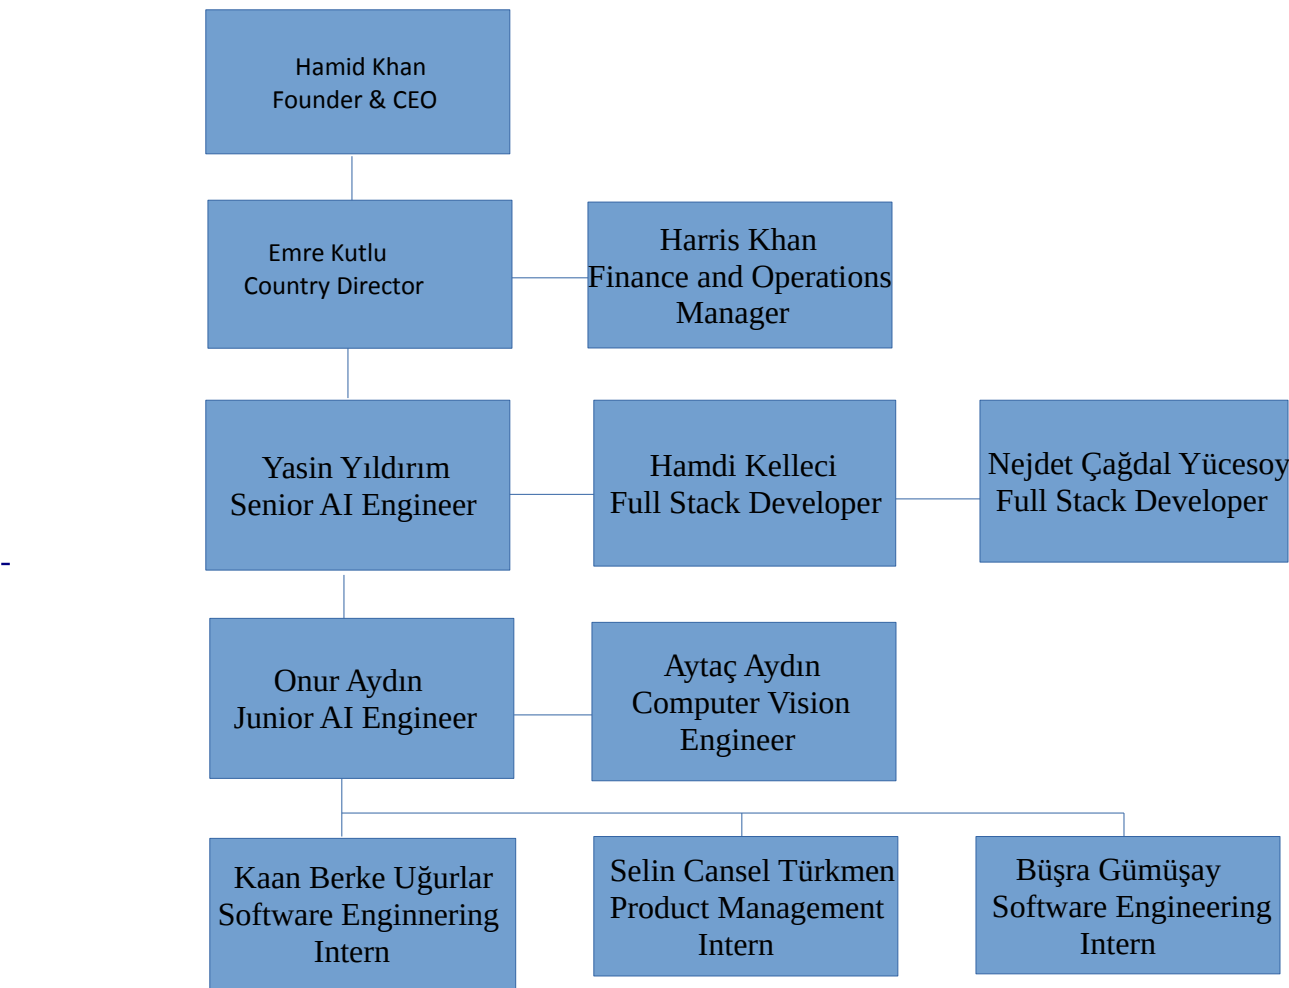 Hamid Khan
Founder & CEO
Emre Kutlu
Country Director
Harris Khan
Finance and Operations
Manager
Yasin Yıldırım
Senior AI Engineer
Hamdi Kelleci
Full Stack Developer
Nejdet Çağdal Yücesoy
Full Stack Developer
-
Onur Aydın
Junior AI Engineer
Aytaç Aydın
Computer Vision
Engineer
Kaan Berke Uğurlar
Software Enginnering
Intern
Selin Cansel Türkmen
Product Management
Intern
Büşra Gümüşay
Software Engineering
Intern